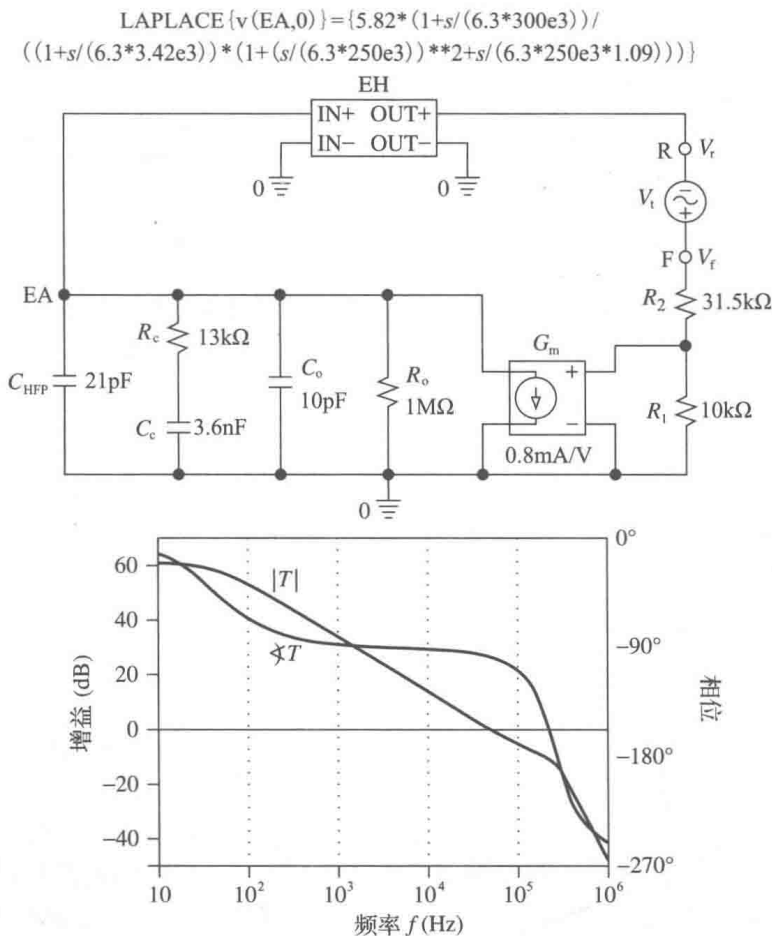 LAPLACE{v(EA,0)}={5.82*(1+s/(6.3*300e3))/
((1+s/(6.3*3.42e3))*(1+(s/(6.3*250e3))**2+s/(6.3*250e3*1.09)))}
EH
IN+ OUT+
IN− OUT−
0
0
R Vr
Vt
F Vf
EA
R2 31.5kΩ
Rc 13kΩ
Gm
CHFP 21pF
Co 10pF
Ro 1MΩ
R1 10kΩ
Cc 3.6nF
0.8mA/V
0
增益 (dB)
60
40
20
0
-20
-40
|T|
∢T
0°
-90°
-180°
-270°
相位
10 10² 10³ 10⁴ 10⁵ 10⁶
频率 f(Hz)